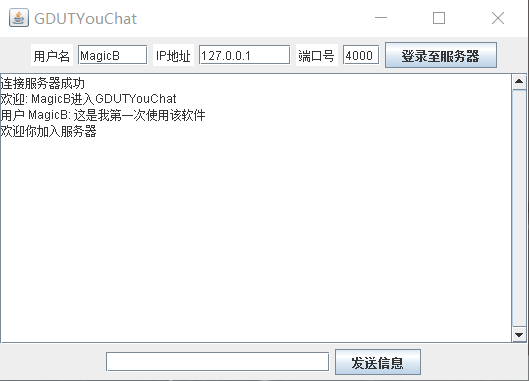 GDUTYouChat
用户名 MagicB IP地址 127.0.0.1 端口号 4000 登录至服务器
连接服务器成功
欢迎: MagicB进入GDUTYouChat
用户 MagicB: 这是我第一次使用该软件
欢迎你加入服务器
发送信息